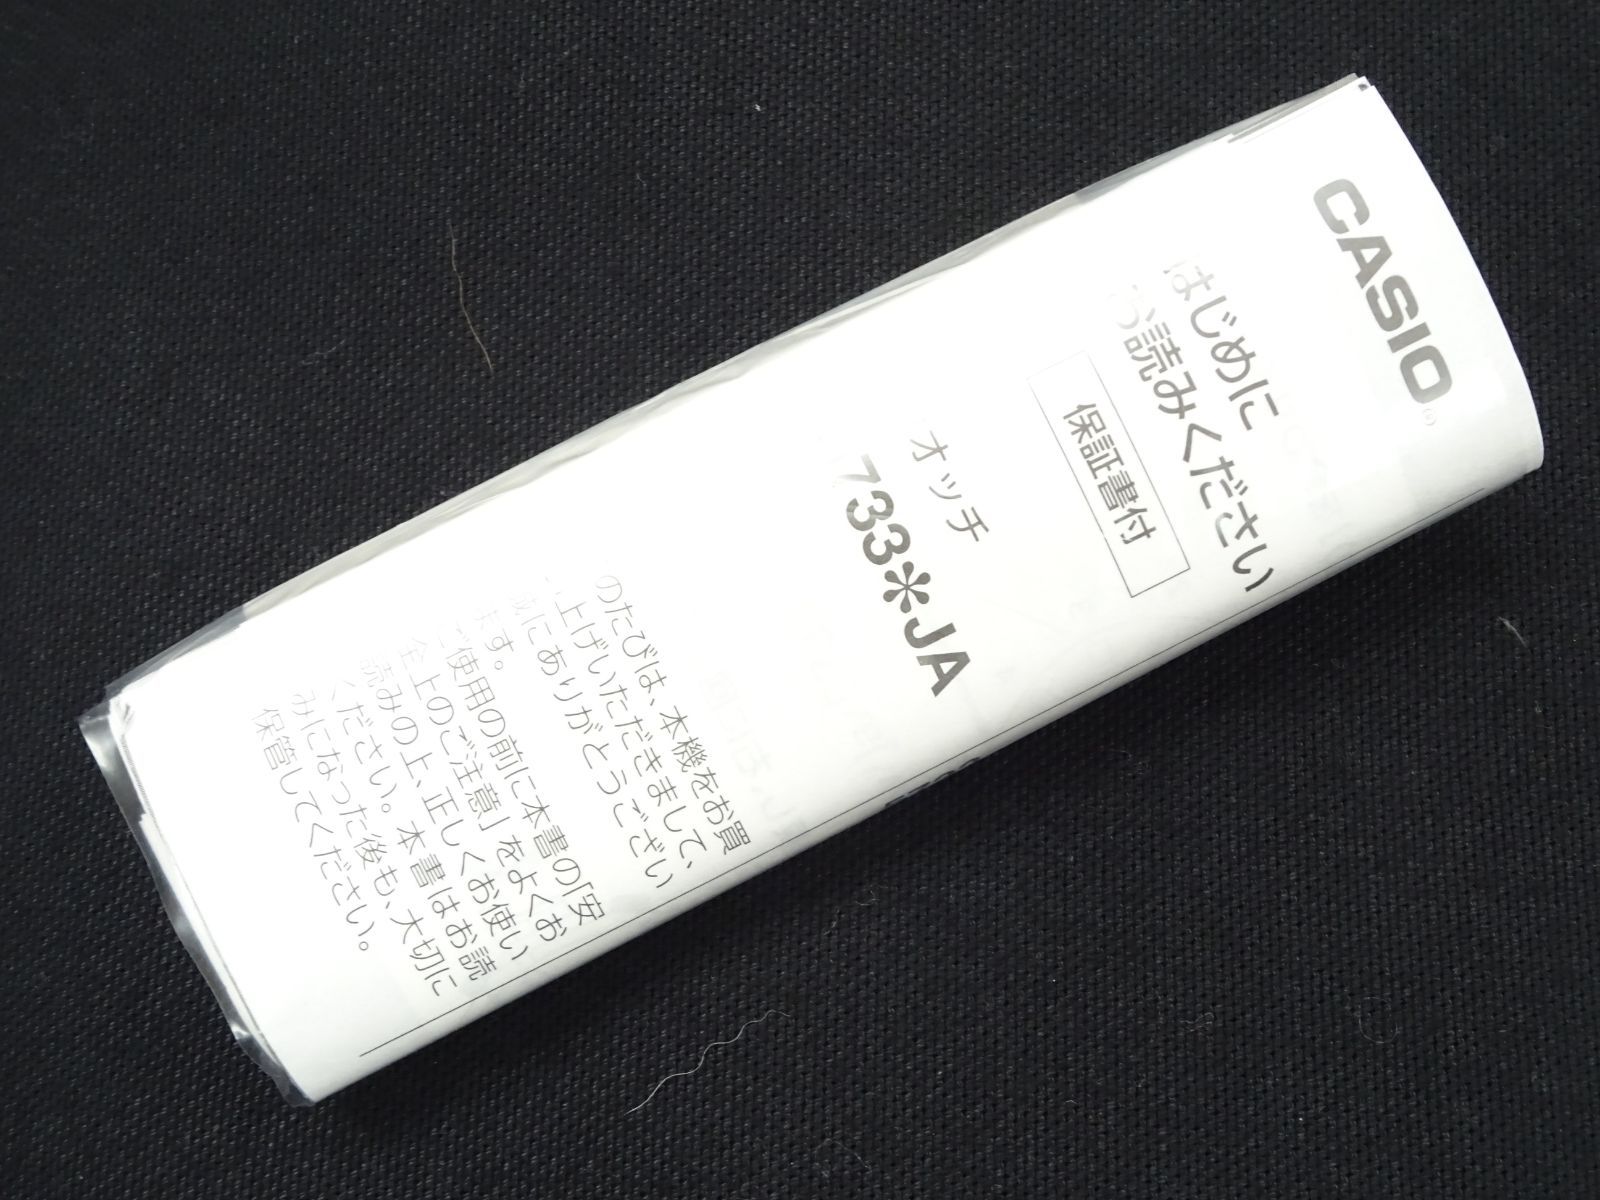 CASIO®
はじめに
お読みください
保証書付
オッチ
733＊JA
のたびは、本機をお買
上げいただきまして、
にありがとうござい
ます。
ご使用の前に本書の「安
全上のご注意」をよくお
読みの上、正しくお使い
ください。本書はお読
みになった後も、大切に
保管してください。